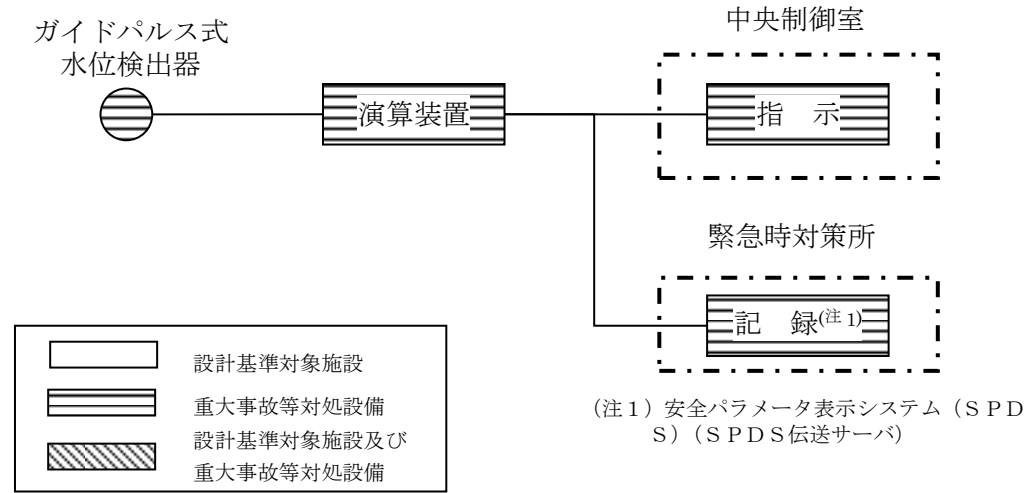 ガイドパルス式
水位検出器
演算装置
中央制御室
指　示
緊急時対策所
記　録(注1)
設計基準対象施設
重大事故等対処設備
設計基準対象施設及び
重大事故等対処設備
(注1) 安全パラメータ表示システム（ＳＰＤ
Ｓ）（ＳＰＤＳ伝送サーバ）